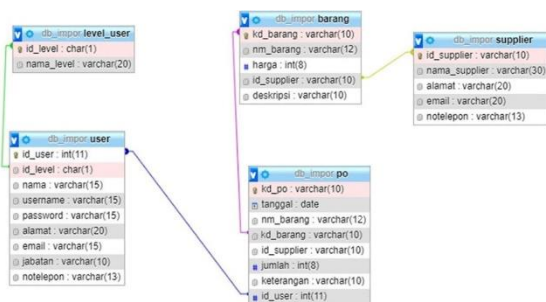 db_impor level_user
id_level : char(1)
nama_level : varchar(20)
db_impor user
id_user : int(11)
id_level : char(1)
nama : varchar(15)
username : varchar(15)
password : varchar(15)
alamat : varchar(20)
email : varchar(15)
jabatan : varchar(10)
notelepon : varchar(13)
db_impor barang
kd_barang : varchar(10)
nm_barang : varchar(12)
harga : int(8)
id_supplier : varchar(10)
deskripsi : varchar(10)
db_impor po
kd_po : varchar(10)
tanggal : date
nm_barang : varchar(12)
kd_barang : varchar(10)
id_supplier : varchar(10)
jumlah : int(8)
keterangan : varchar(10)
id_user : int(11)
db_impor supplier
id_supplier : varchar(10)
nama_supplier : varchar(30)
alamat : varchar(20)
email : varchar(20)
notelepon : varchar(13)